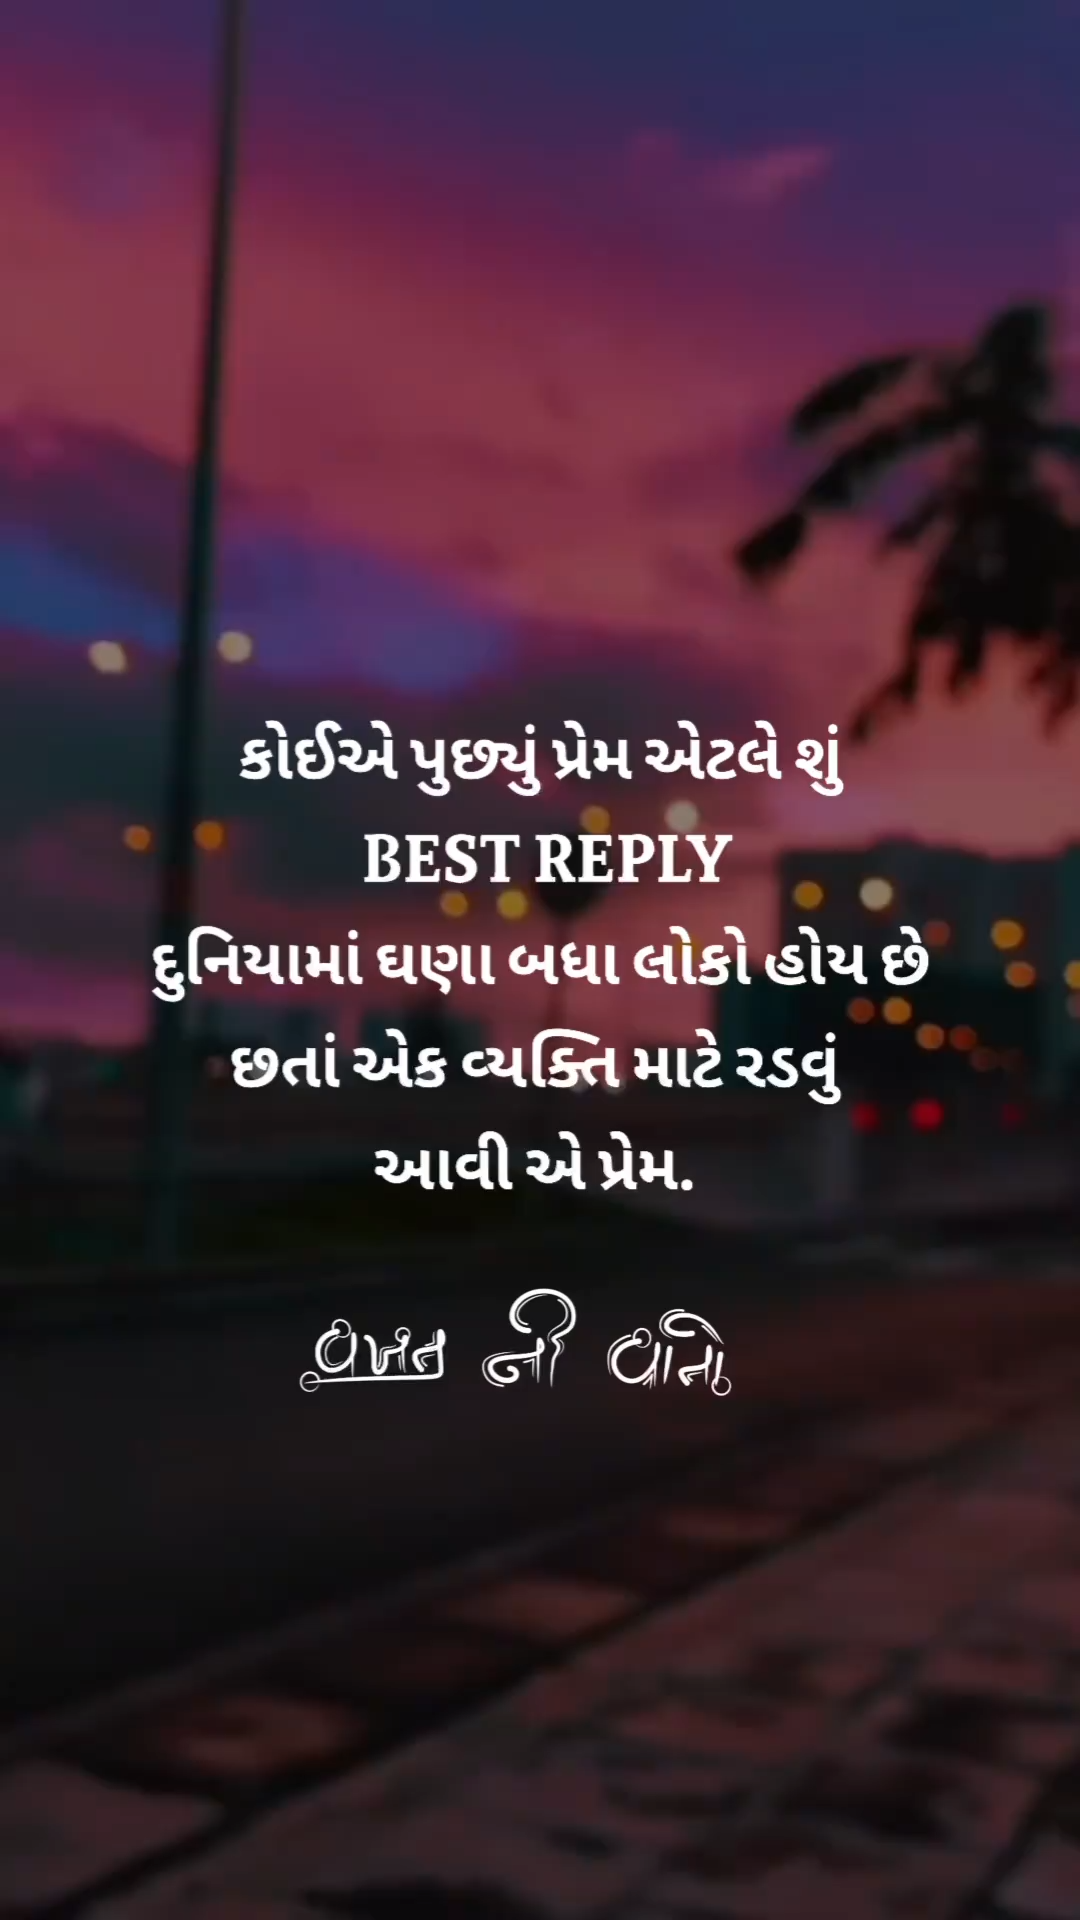 કોઈએ પુછ્યું પ્રેમ એટલે શું
BEST REPLY
દુનિયામાં ઘણા બધા લોકો હોય છે
છતાં એક વ્યક્તિ માટે રડવું
આવી એ પ્રેમ.
વખત ની વાતો